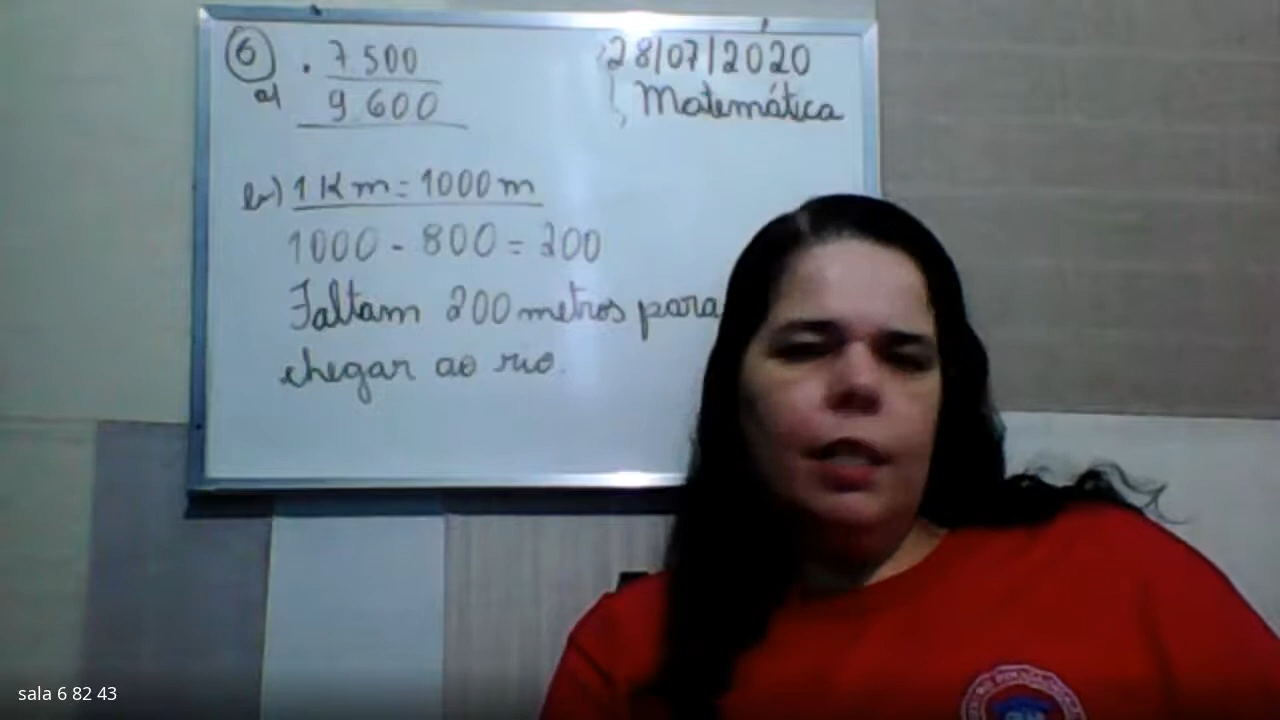 6
a) . 7 500
9 600
28/07/2020
Matemática
b) 1 Km = 1000 m
1000 - 800 = 200
Faltam 200 metros para
chegar ao rio.
sala 6 82 43